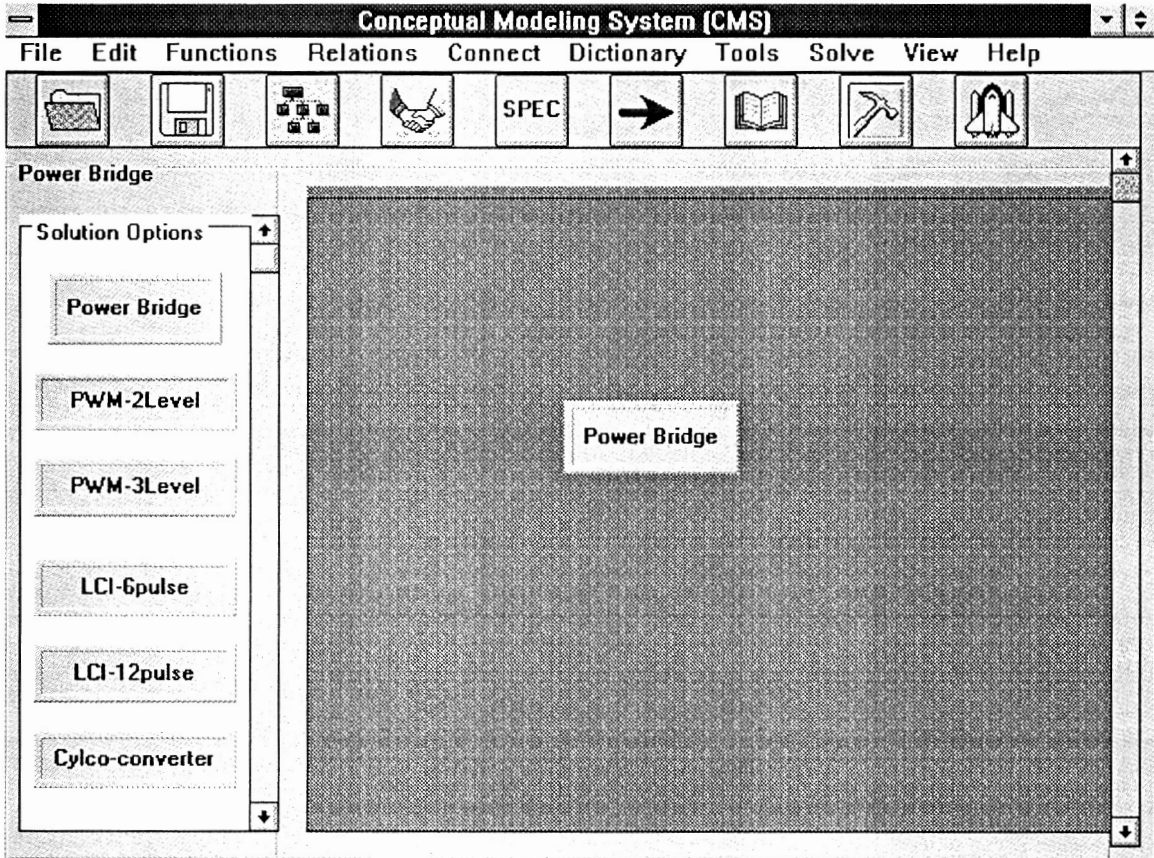 Conceptual Modeling System (CMS)
File Edit Functions Relations Connect Dictionary Tools Solve View Help
SPEC
Power Bridge
Solution Options
Power Bridge
PWM-2Level
Power Bridge
PWM-3Level
LCI-6pulse
LCI-12pulse
Cylco-converter